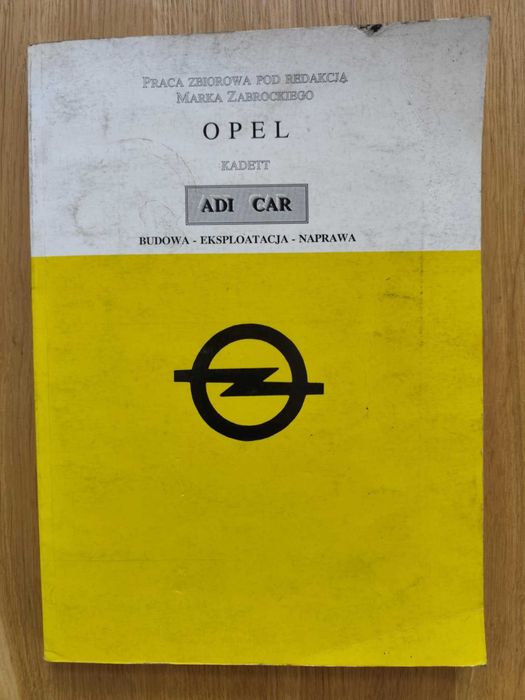 PRACA ZBIOROWA POD REDAKCJĄ
MARKA ZABROCKIEGO
OPEL
KADETT
ADI CAR
BUDOWA - EKSPLOATACJA - NAPRAWA